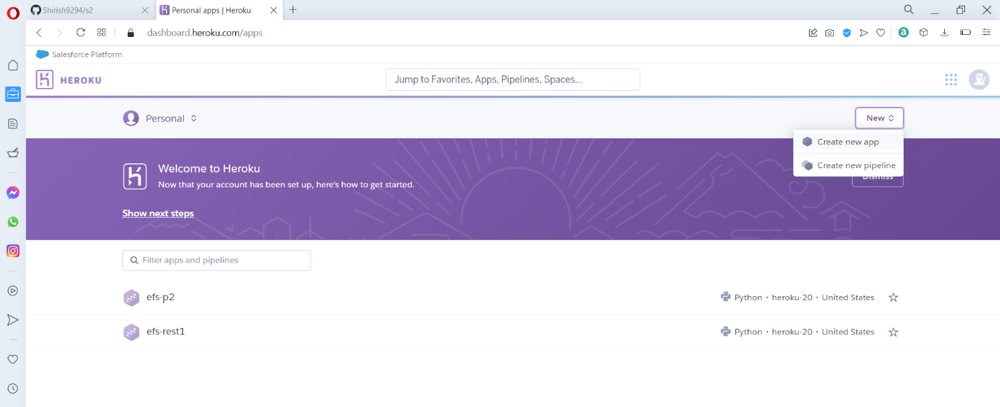 Shirish9294/s2
Personal apps | Heroku
dashboard.heroku.com/apps
Salesforce Platform
HEROKU
Jump to Favorites, Apps, Pipelines, Spaces...
Personal
New
Create new app
Create new pipeline
Dismiss
Welcome to Heroku
Now that your account has been set up, here's how to get started.
Show next steps
Filter apps and pipelines
zzz efs-p2 Python • heroku-20 • United States
zzz efs-rest1 Python • heroku-20 • United States